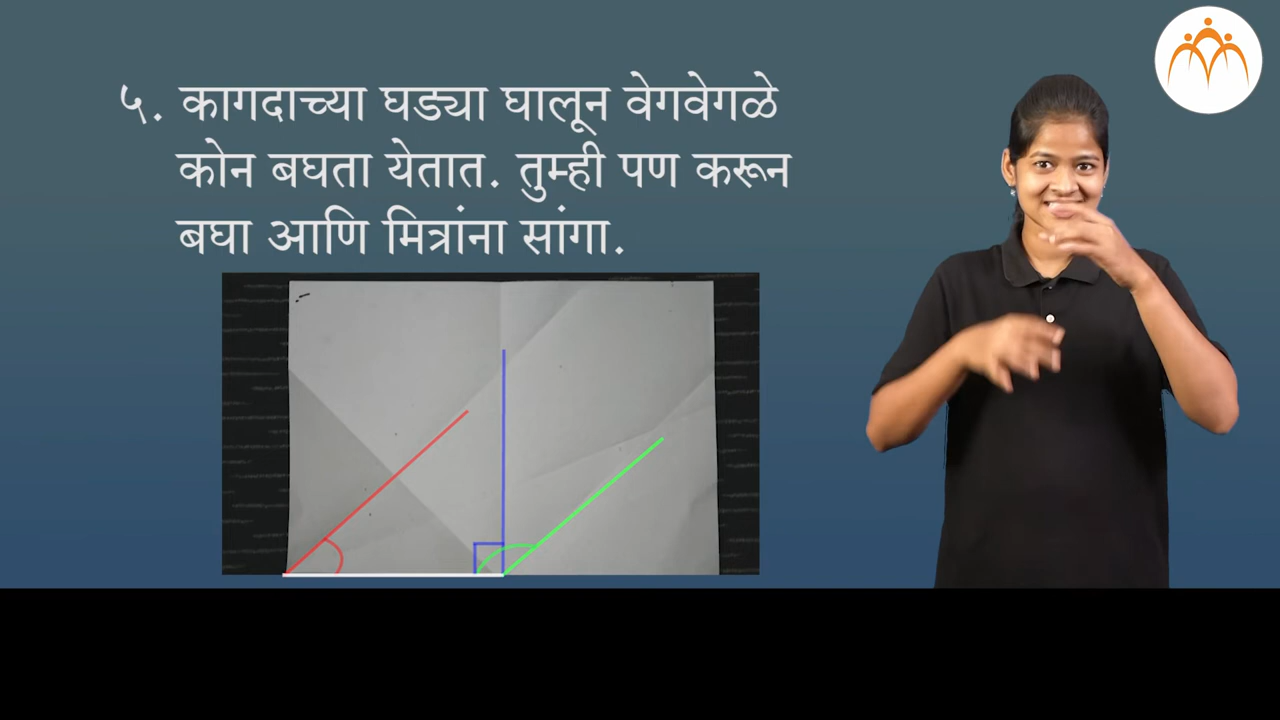 ५. कागदाच्या घड्या घालून वेगवेगळे
कोन बघता येतात. तुम्ही पण करून
बघा आणि मित्रांना सांगा.